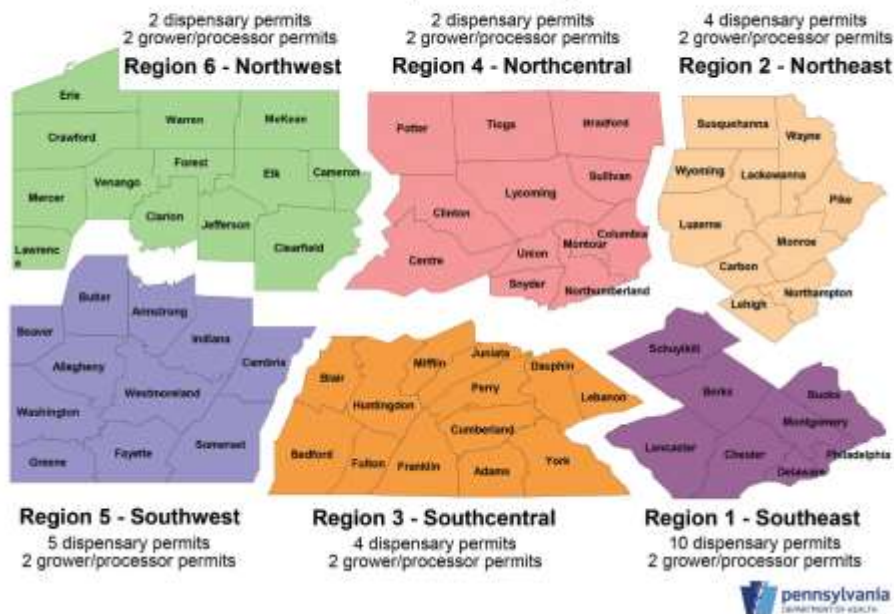 2 dispensary permits
2 grower/processor permits
Region 6 - Northwest
2 dispensary permits
2 grower/processor permits
Region 4 - Northcentral
4 dispensary permits
2 grower/processor permits
Region 2 - Northeast
Erie
Warren
McKean
Crawford
Forest
Elk
Cameron
Mercer
Venango
Clarion
Jefferson
Clearfield
Lawrenc
e
Potter
Tioga
Bradford
Sullivan
Lycoming
Clinton
Columbia
Montour
Union
Centre
Snyder
Northumberland
Susquehanna
Wayne
Wyoming
Lackawanna
Pike
Luzerne
Monroe
Carbon
Northampton
Lehigh
Butler
Armstrong
Beaver
Indiana
Allegheny
Cambria
Westmoreland
Washington
Somerset
Fayette
Greene
Juniata
Mifflin
Dauphin
Blair
Perry
Lebanon
Huntingdon
Cumberland
Bedford
Fulton
Franklin
Adams
York
Schuylkill
Berks
Bucks
Montgomery
Lancaster
Chester
Philadelphia
Delaware
Region 5 - Southwest
5 dispensary permits
2 grower/processor permits
Region 3 - Southcentral
4 dispensary permits
2 grower/processor permits
Region 1 - Southeast
10 dispensary permits
2 grower/processor permits
pennsylvania
DEPARTMENT OF HEALTH